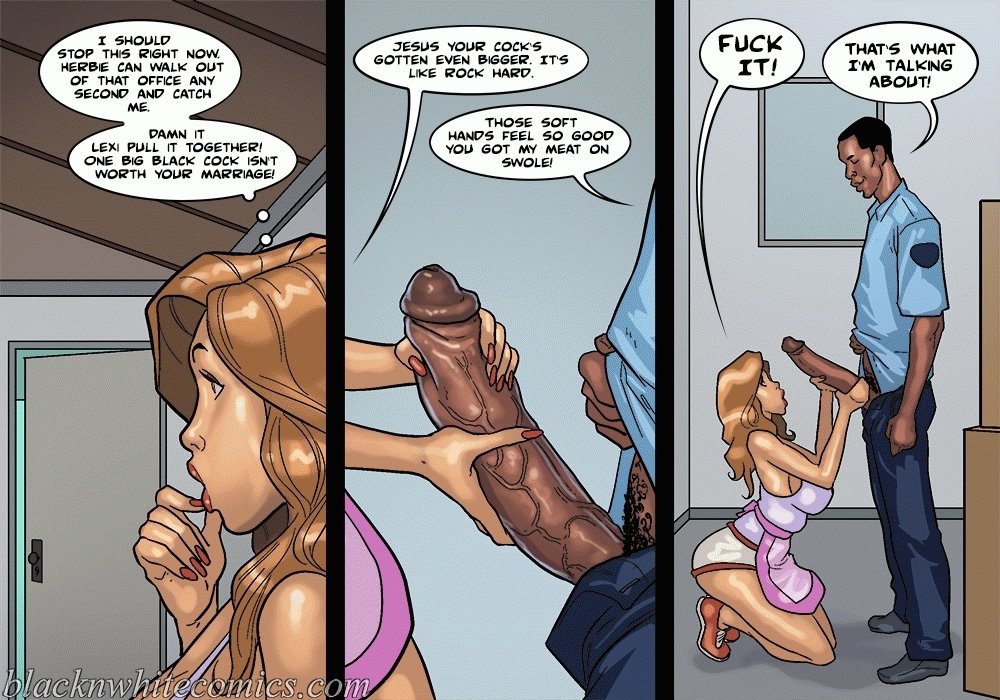 I SHOULD
STOP THIS RIGHT NOW.
HERBIE CAN WALK OUT
OF THAT OFFICE ANY
SECOND AND CATCH
ME.
DAMN IT
LEXI PULL IT TOGETHER!
ONE BIG BLACK COCK ISN'T
WORTH YOUR MARRIAGE!
JESUS YOUR COCK'S
GOTTEN EVEN BIGGER. IT'S
LIKE ROCK HARD.
THOSE SOFT
HANDS FEEL SO GOOD
YOU GOT MY MEAT ON
SWOLE!
FUCK
IT!
THAT'S WHAT
I'M TALKING
ABOUT!
blacknwhitecomics.com